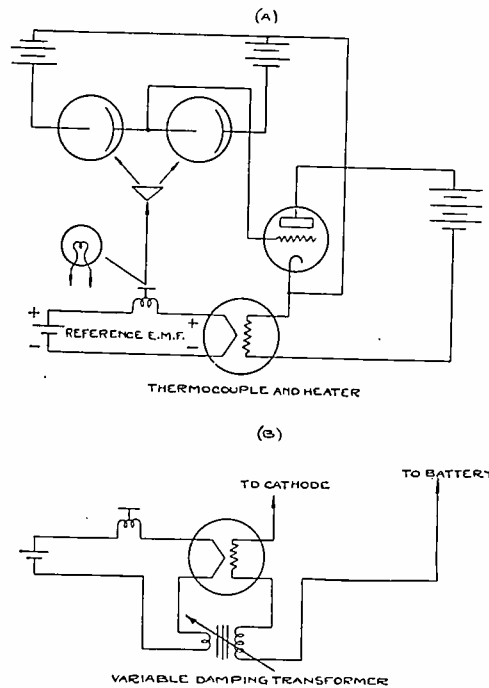 (A)
+ REFERENCE E.M.F. +
- -
THERMOCOUPLE AND HEATER
(B)
TO BATTERY
TO CATHODE
VARIABLE DAMPING TRANSFORMER